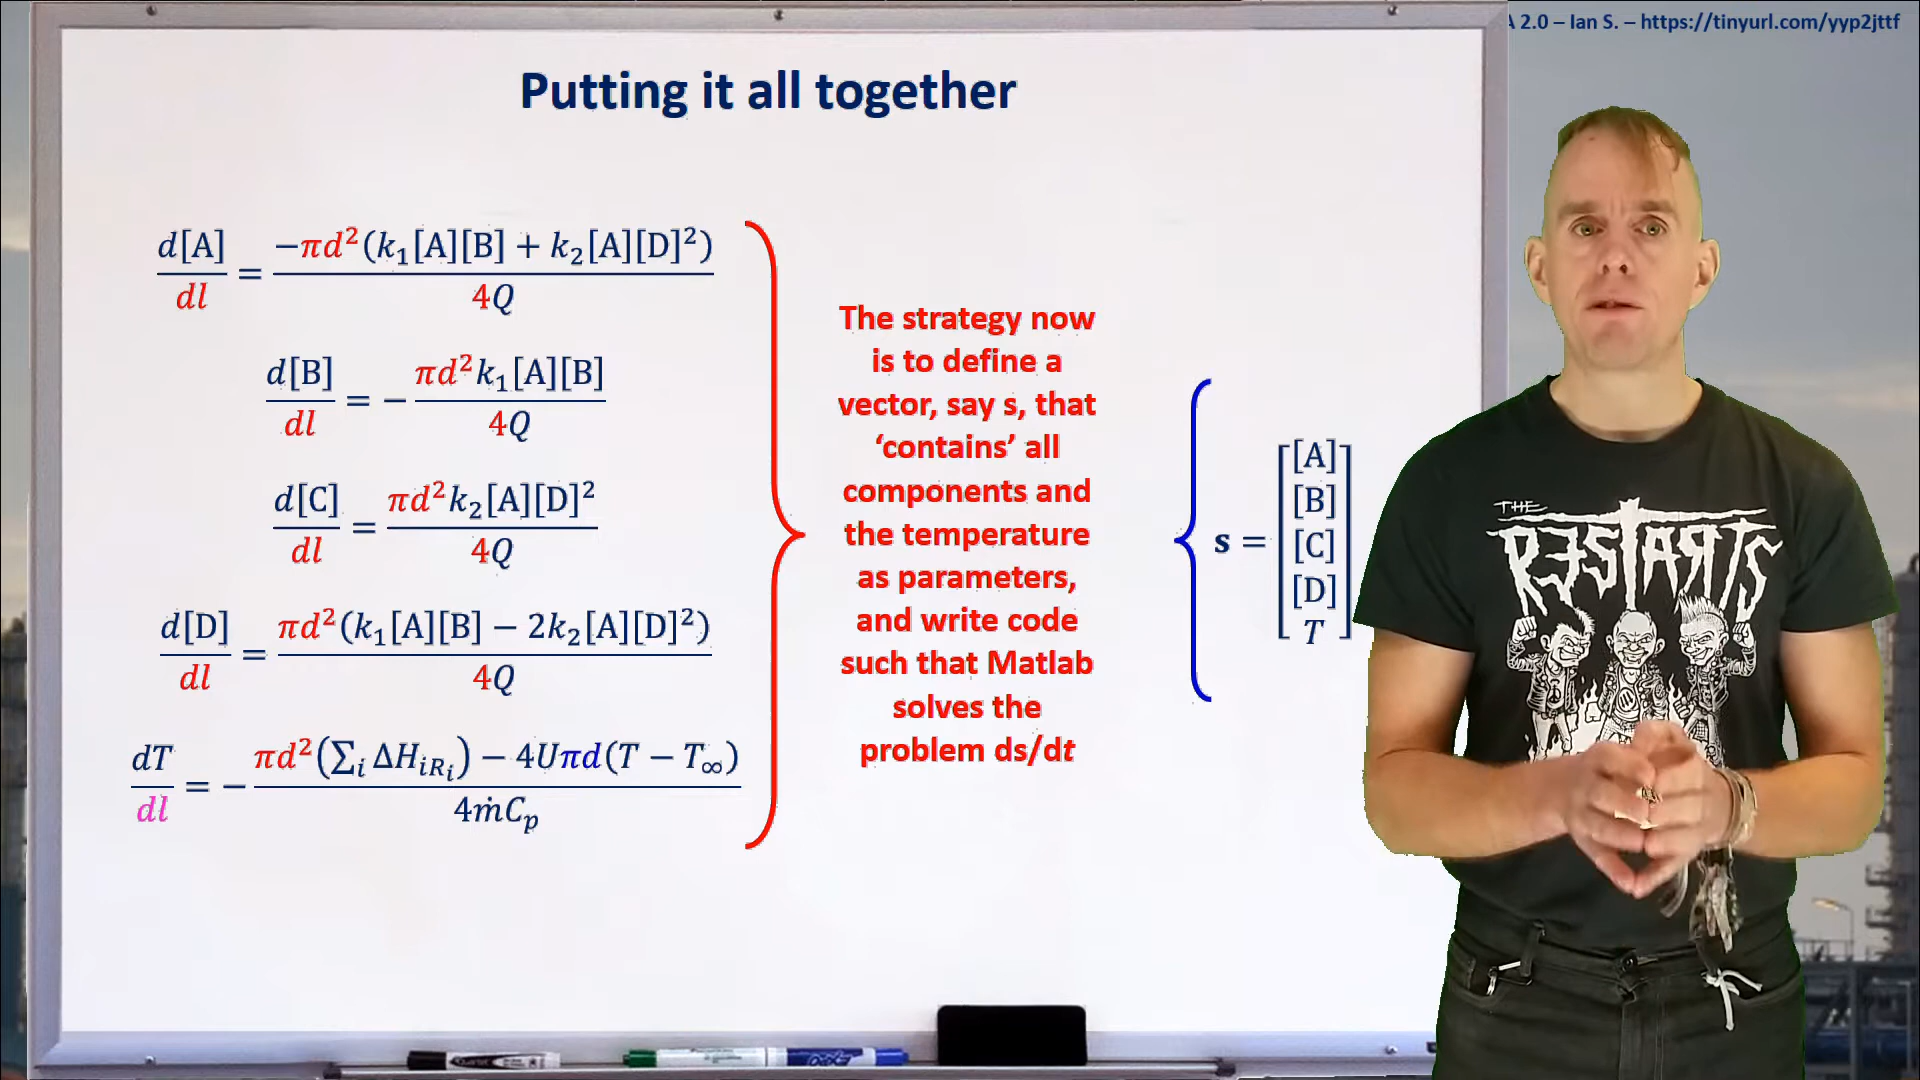 A 2.0 – Ian S. – https://tinyurl.com/yyp2jttf
Putting it all together
d[A]/dl = −πd²(k₁[A][B] + k₂[A][D]²)/4Q
d[B]/dl = − πd²k₁[A][B]/4Q
d[C]/dl = πd²k₂[A][D]²/4Q
d[D]/dl = πd²(k₁[A][B] − 2k₂[A][D]²)/4Q
dT/dl = − πd²(∑ᵢ ΔH_{iR_i}) − 4Uπd(T − T∞)/4ṁCₚ
The strategy now
is to define a
vector, say s, that
‘contains’ all
components and
the temperature
as parameters,
and write code
such that Matlab
solves the
problem ds/dt
s = [[A]
[B]
[C]
[D]
T]
THE
RESTARTS